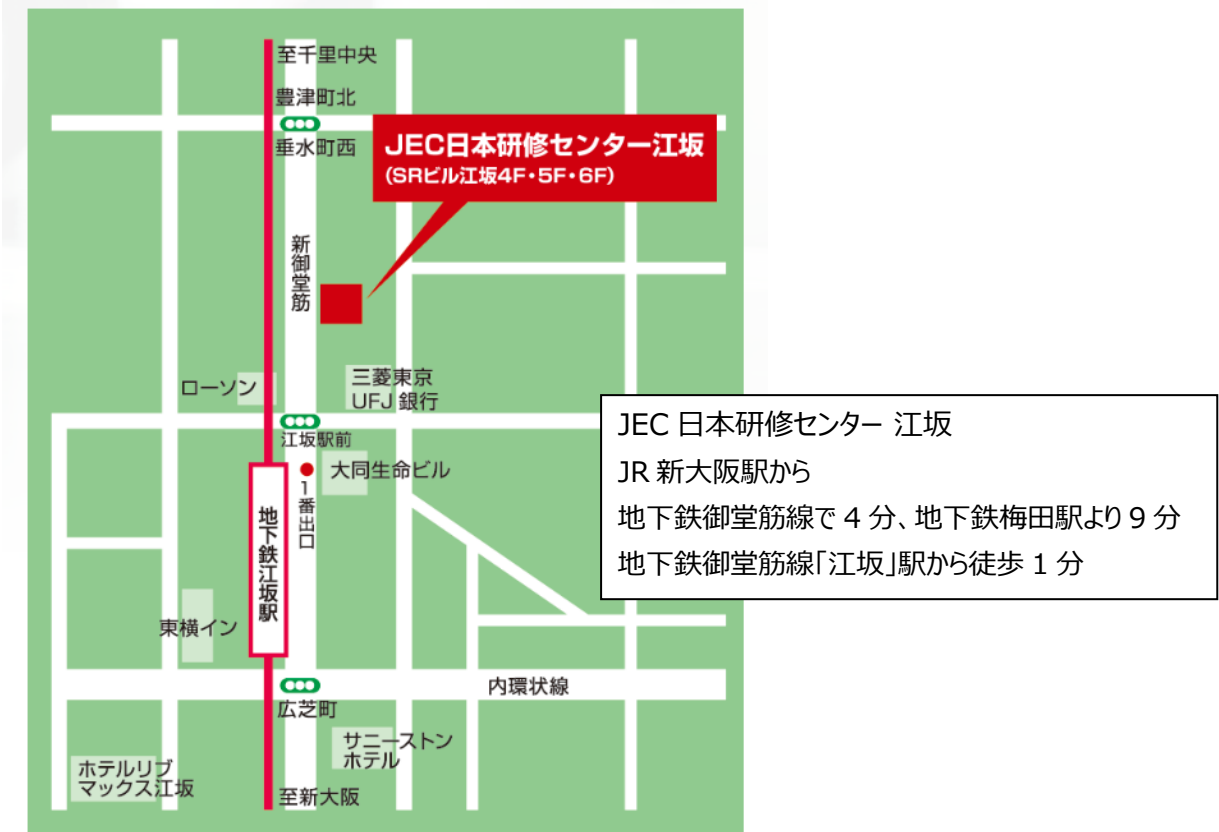 至千里中央
豊津町北
垂水町西
JEC日本研修センター江坂
(SRビル江坂4F・5F・6F)
新御堂筋
ローソン
三菱東京
UFJ 銀行
江坂駅前
大同生命ビル
1番出口
地下鉄江坂駅
東横イン
内環状線
広芝町
サニーストン
ホテル
ホテルリブ
マックス江坂
至新大阪
JEC 日本研修センター 江坂
JR 新大阪駅から
地下鉄御堂筋線で 4 分、地下鉄梅田駅より 9 分
地下鉄御堂筋線「江坂」駅から徒歩 1 分